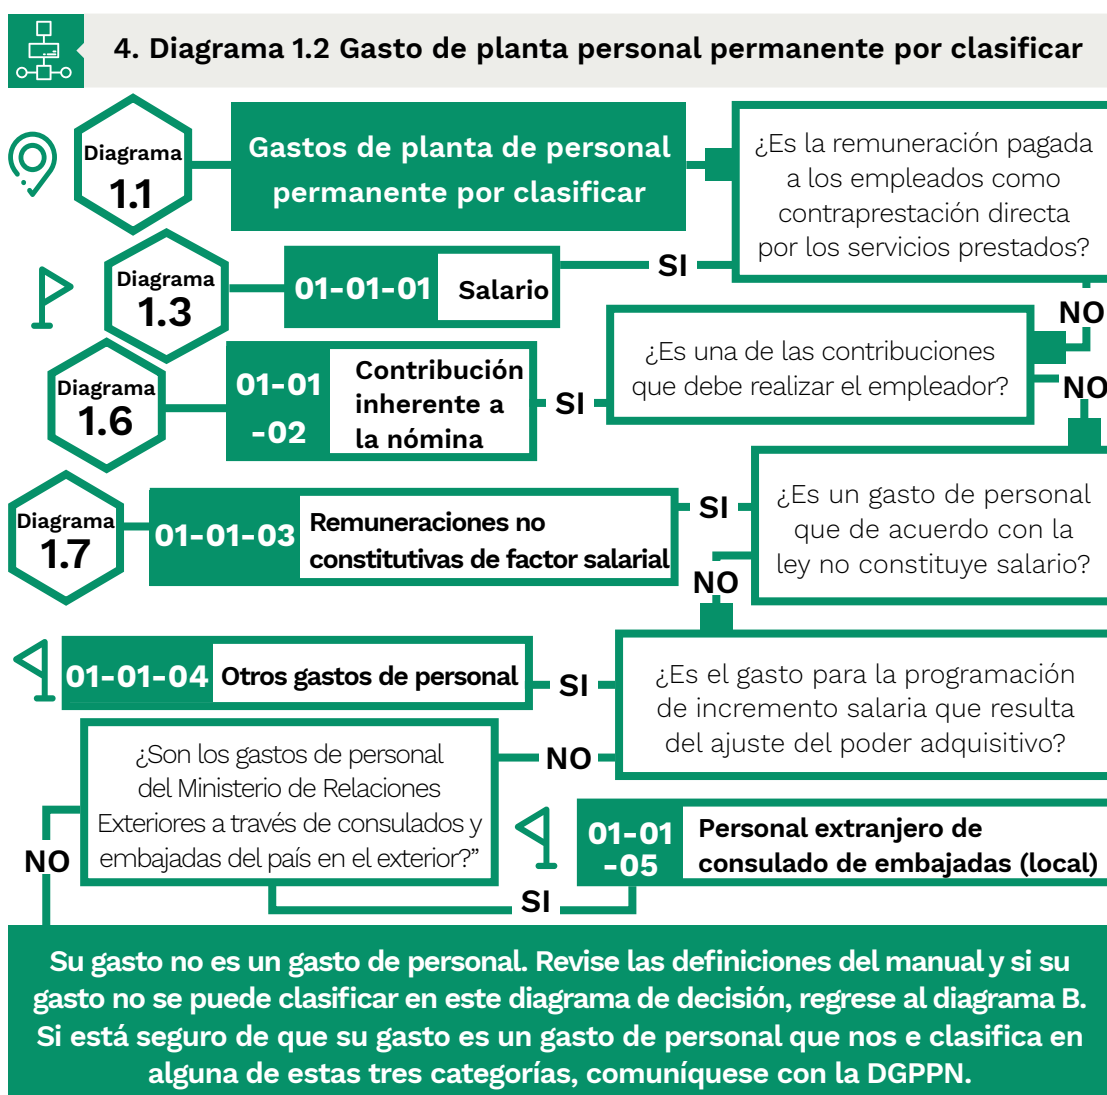 4. Diagrama 1.2 Gasto de planta personal permanente por clasificar
Diagrama
1.1
Gastos de planta de personal
permanente por clasificar
¿Es la remuneración pagada
a los empleados como
contraprestación directa
por los servicios prestados?
SI
NO
Diagrama
1.3
01-01-01
Salario
¿Es una de las contribuciones
que debe realizar el empleador?
SI
NO
Diagrama
1.6
01-01
-02
Contribución
inherente a
la nómina
¿Es un gasto de personal
que de acuerdo con la
ley no constituye salario?
SI
NO
Diagrama
1.7
01-01-03
Remuneraciones no
constitutivas de factor salarial
¿Es el gasto para la programación
de incremento salaria que resulta
del ajuste del poder adquisitivo?
SI
NO
01-01-04
Otros gastos de personal
¿Son los gastos de personal
del Ministerio de Relaciones
Exteriores a través de consulados y
embajadas del país en el exterior?”
NO
SI
01-01
-05
Personal extranjero de
consulado de embajadas (local)
Su gasto no es un gasto de personal. Revise las definiciones del manual y si su
gasto no se puede clasificar en este diagrama de decisión, regrese al diagrama B.
Si está seguro de que su gasto es un gasto de personal que nos e clasifica en
alguna de estas tres categorías, comuníquese con la DGPPN.